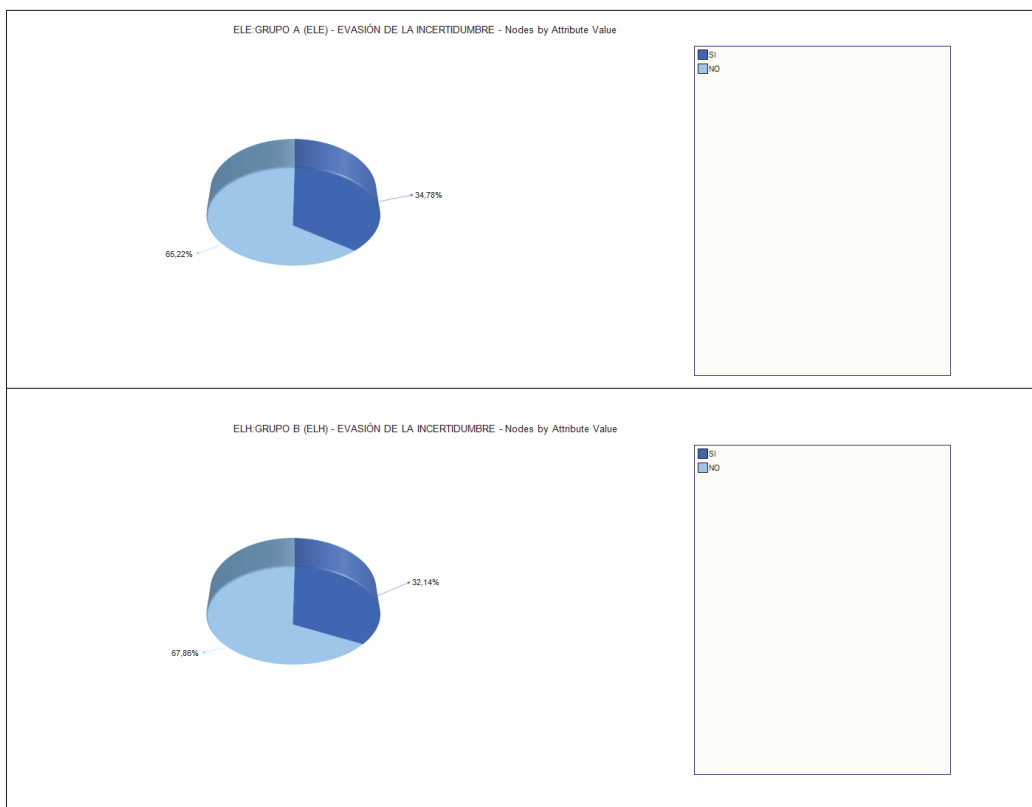 ELE:GRUPO A (ELE) - EVASIÓN DE LA INCERTIDUMBRE - Nodes by Attribute Value
SI
NO
34,78%
65,22%
ELH:GRUPO B (ELH) - EVASIÓN DE LA INCERTIDUMBRE - Nodes by Attribute Value
SI
NO
32,14%
67,86%